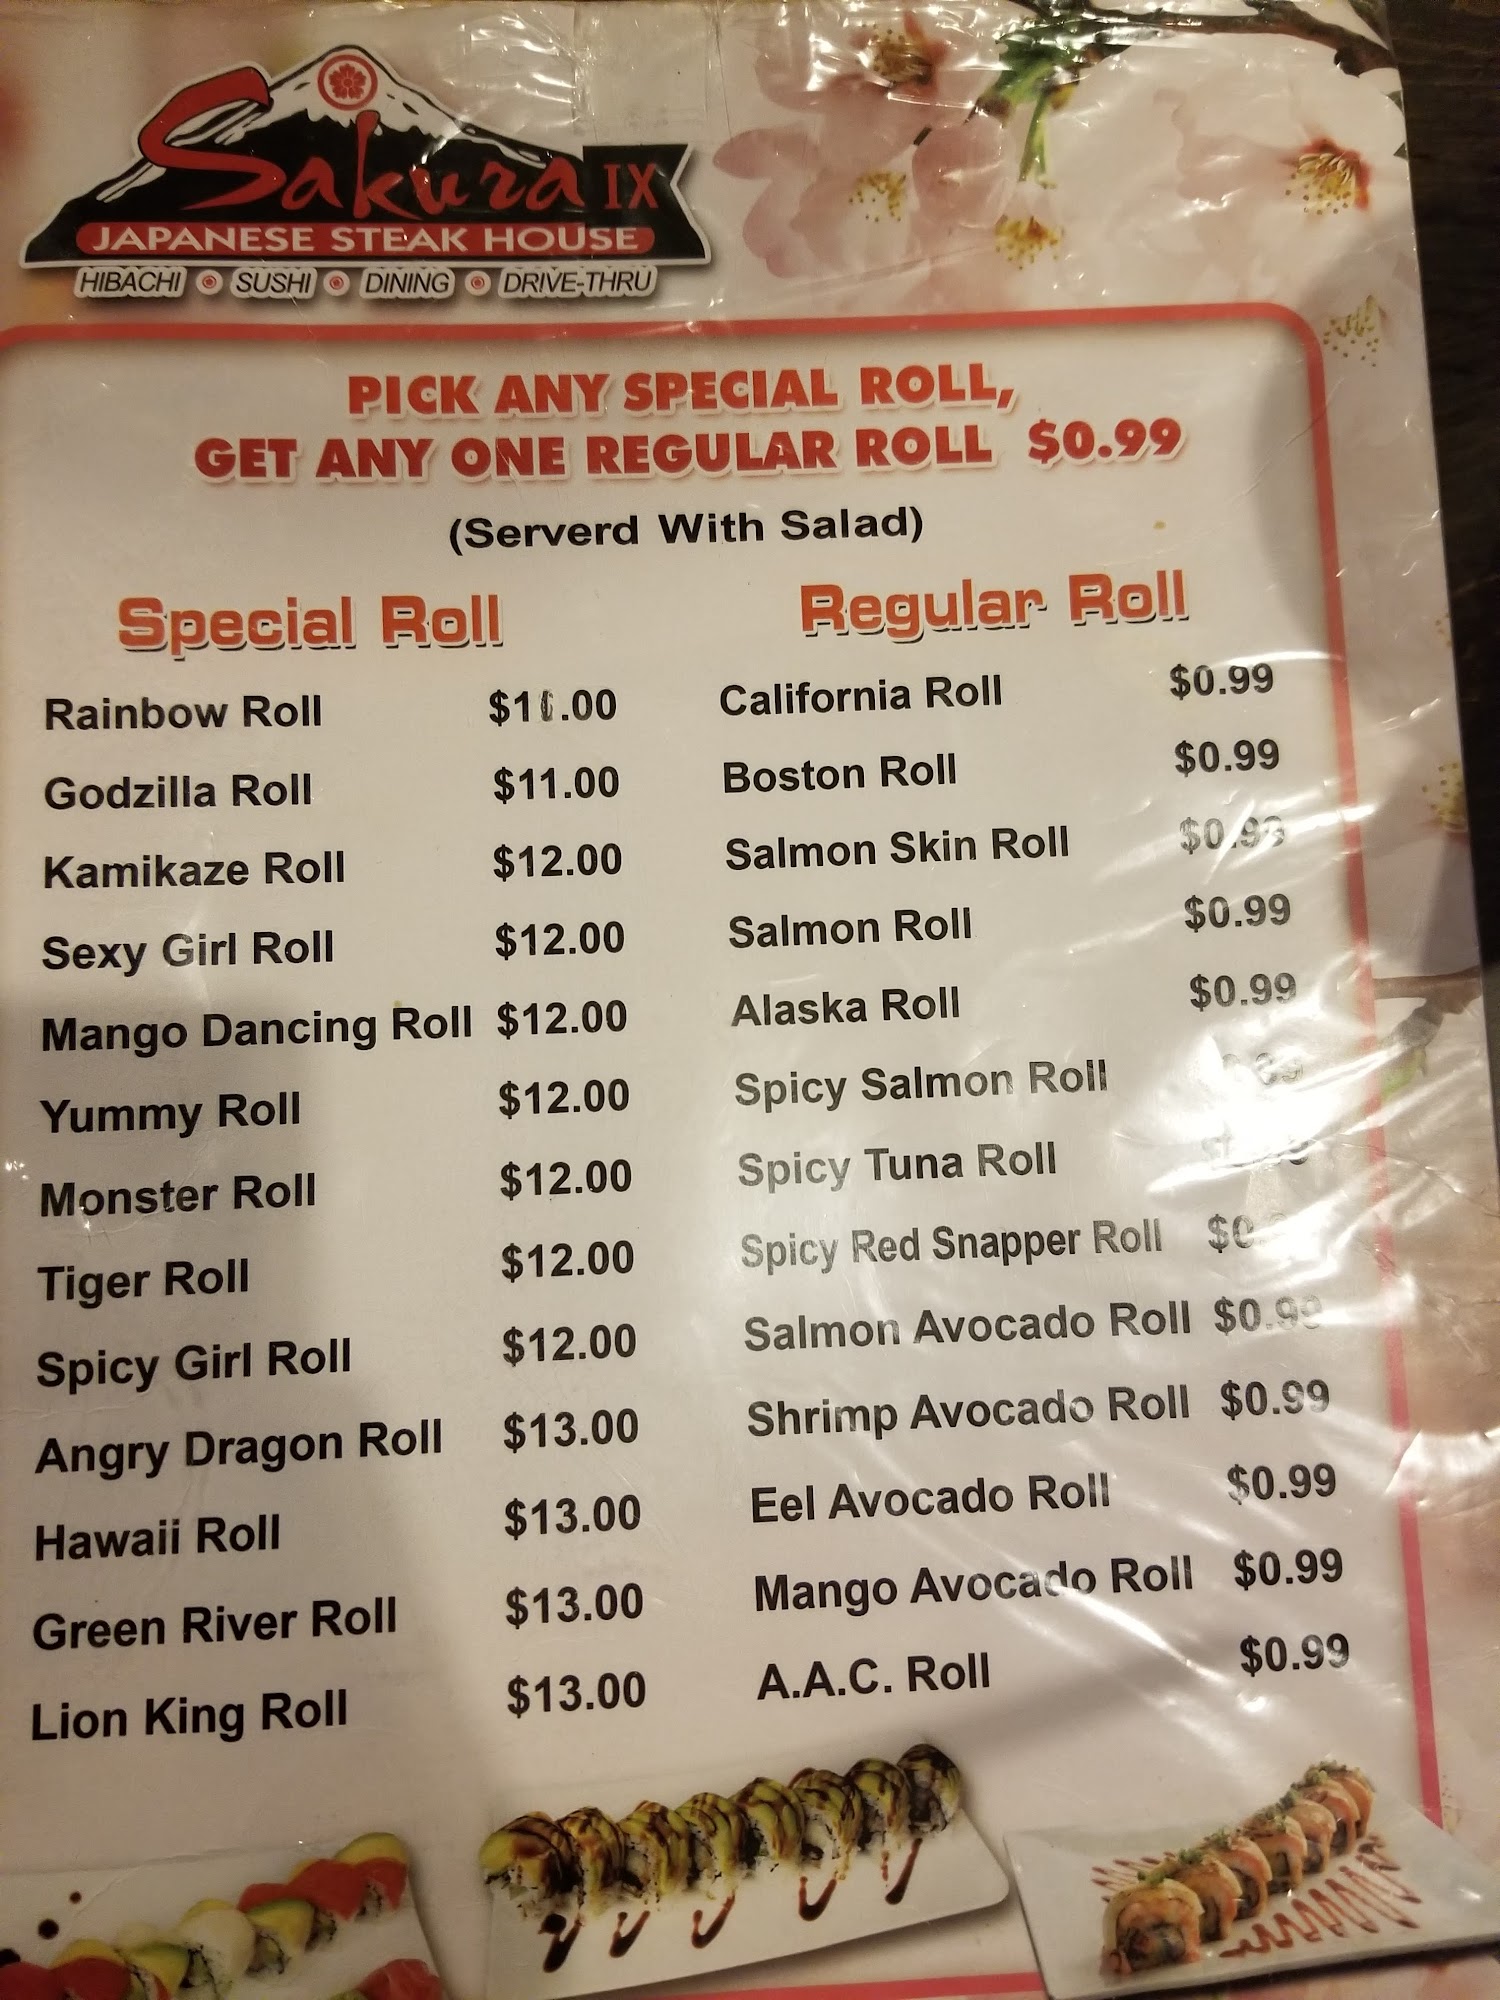 Sakura IX
JAPANESE STEAK HOUSE
HIBACHI SUSHI DINING DRIVE-THRU
PICK ANY SPECIAL ROLL,
GET ANY ONE REGULAR ROLL $0.99
(Serverd With Salad)
Special Roll
Rainbow Roll
Godzilla Roll $11.00
Kamikaze Roll $12.00
Sexy Girl Roll $12.00
Mango Dancing Roll $12.00
Yummy Roll $12.00
Monster Roll $12.00
Tiger Roll $12.00
Spicy Girl Roll $12.00
Angry Dragon Roll $13.00
Hawaii Roll $13.00
Green River Roll $13.00
Lion King Roll $13.00
Regular Roll
California Roll $0.99
Boston Roll $0.99
Salmon Skin Roll $0.99
Salmon Roll $0.99
Alaska Roll $0.99
Spicy Salmon Roll
Spicy Tuna Roll
Spicy Red Snapper Roll
Salmon Avocado Roll $0.99
Shrimp Avocado Roll $0.99
Eel Avocado Roll $0.99
Mango Avocado Roll $0.99
A.A.C. Roll $0.99